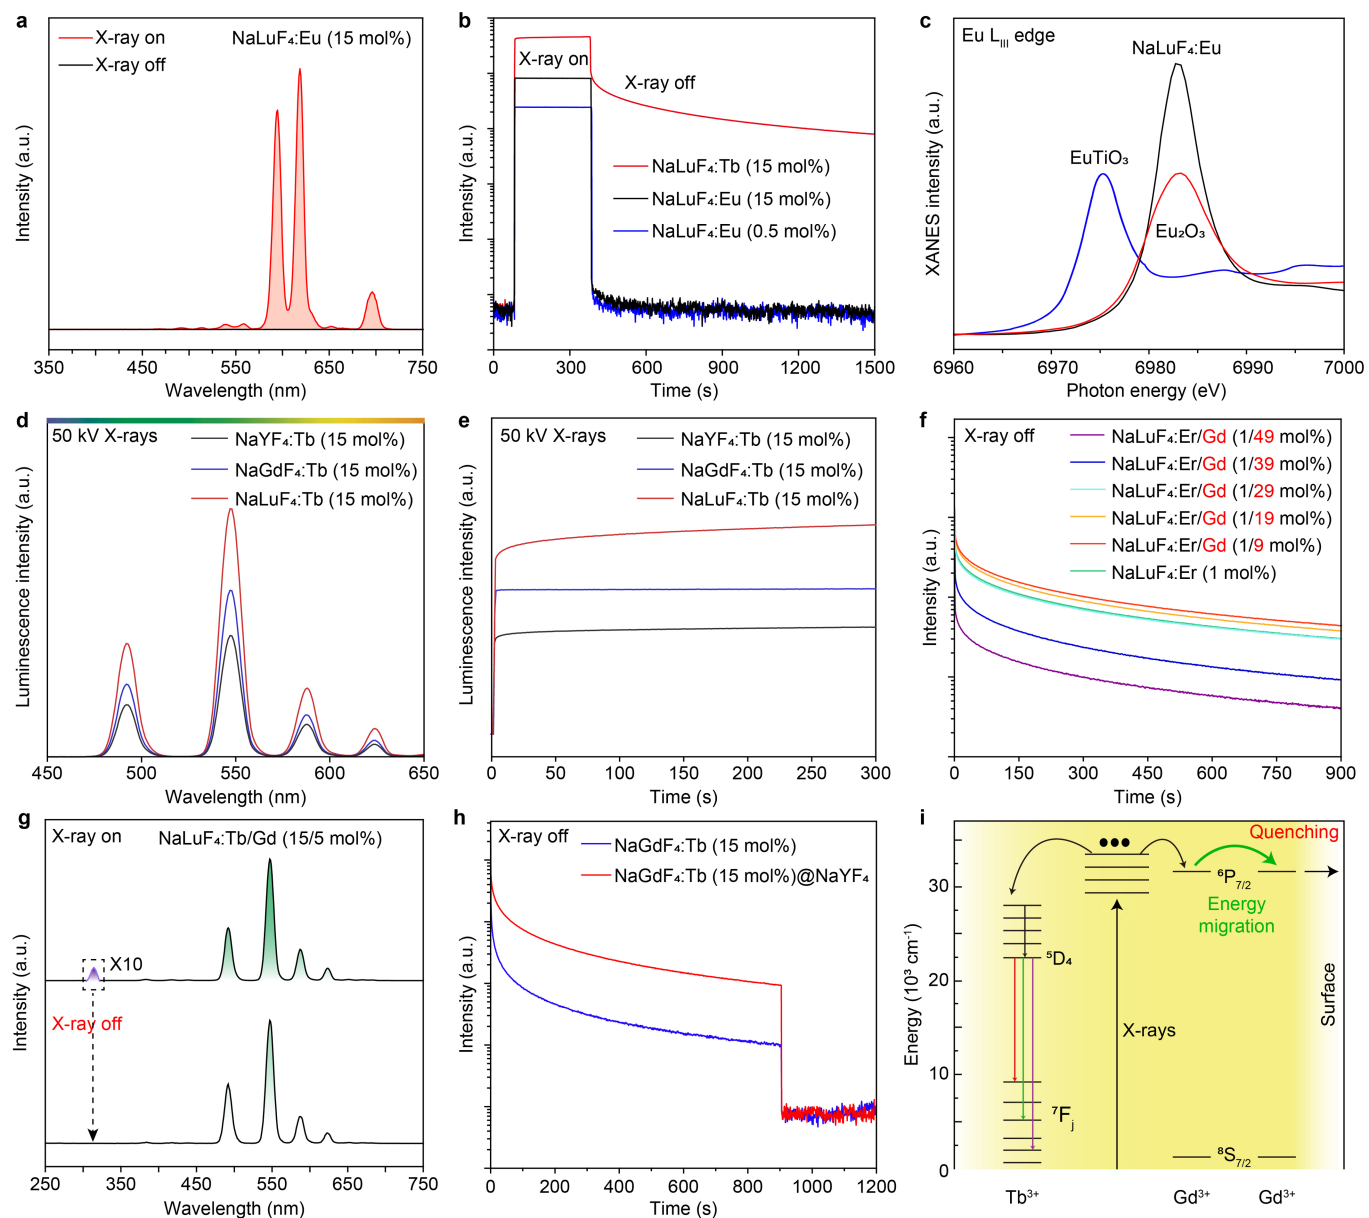 a
X-ray on
NaLuF₄:Eu (15 mol%)
X-ray off
Intensity (a.u.)
350 450 550 650 750
Wavelength (nm)
b
X-ray on
X-ray off
NaLuF₄:Tb (15 mol%)
NaLuF₄:Eu (15 mol%)
NaLuF₄:Eu (0.5 mol%)
Intensity (a.u.)
0 300 600 900 1200 1500
Time (s)
c
Eu L_III edge
NaLuF₄:Eu
EuTiO₃
Eu₂O₃
XANES intensity (a.u.)
6960 6970 6980 6990 7000
Photon energy (eV)
d
50 kV X-rays
NaYF₄:Tb (15 mol%)
NaGdF₄:Tb (15 mol%)
NaLuF₄:Tb (15 mol%)
Luminescence intensity (a.u.)
450 500 550 600 650
Wavelength (nm)
e
50 kV X-rays
NaYF₄:Tb (15 mol%)
NaGdF₄:Tb (15 mol%)
NaLuF₄:Tb (15 mol%)
Luminescence intensity (a.u.)
0 50 100 150 200 250 300
Time (s)
f
X-ray off
NaLuF₄:Er/Gd (1/49 mol%)
NaLuF₄:Er/Gd (1/39 mol%)
NaLuF₄:Er/Gd (1/29 mol%)
NaLuF₄:Er/Gd (1/19 mol%)
NaLuF₄:Er/Gd (1/9 mol%)
NaLuF₄:Er (1 mol%)
Intensity (a.u.)
0 150 300 450 600 750 900
Time (s)
g
X-ray on
NaLuF₄:Tb/Gd (15/5 mol%)
X10
X-ray off
Intensity (a.u.)
250 350 450 550 650 750
Wavelength (nm)
h
X-ray off
NaGdF₄:Tb (15 mol%)
NaGdF₄:Tb (15 mol%)@NaYF₄
Intensity (a.u.)
0 200 400 600 800 1000 1200
Time (s)
i
Quenching
⁶P₇/₂
Energy
migration
⁵D₄
X-rays
⁷Fⱼ
⁸S₇/₂
Surface
Energy (10³ cm⁻¹)
30
20
10
0
Tb³⁺ Gd³⁺ Gd³⁺